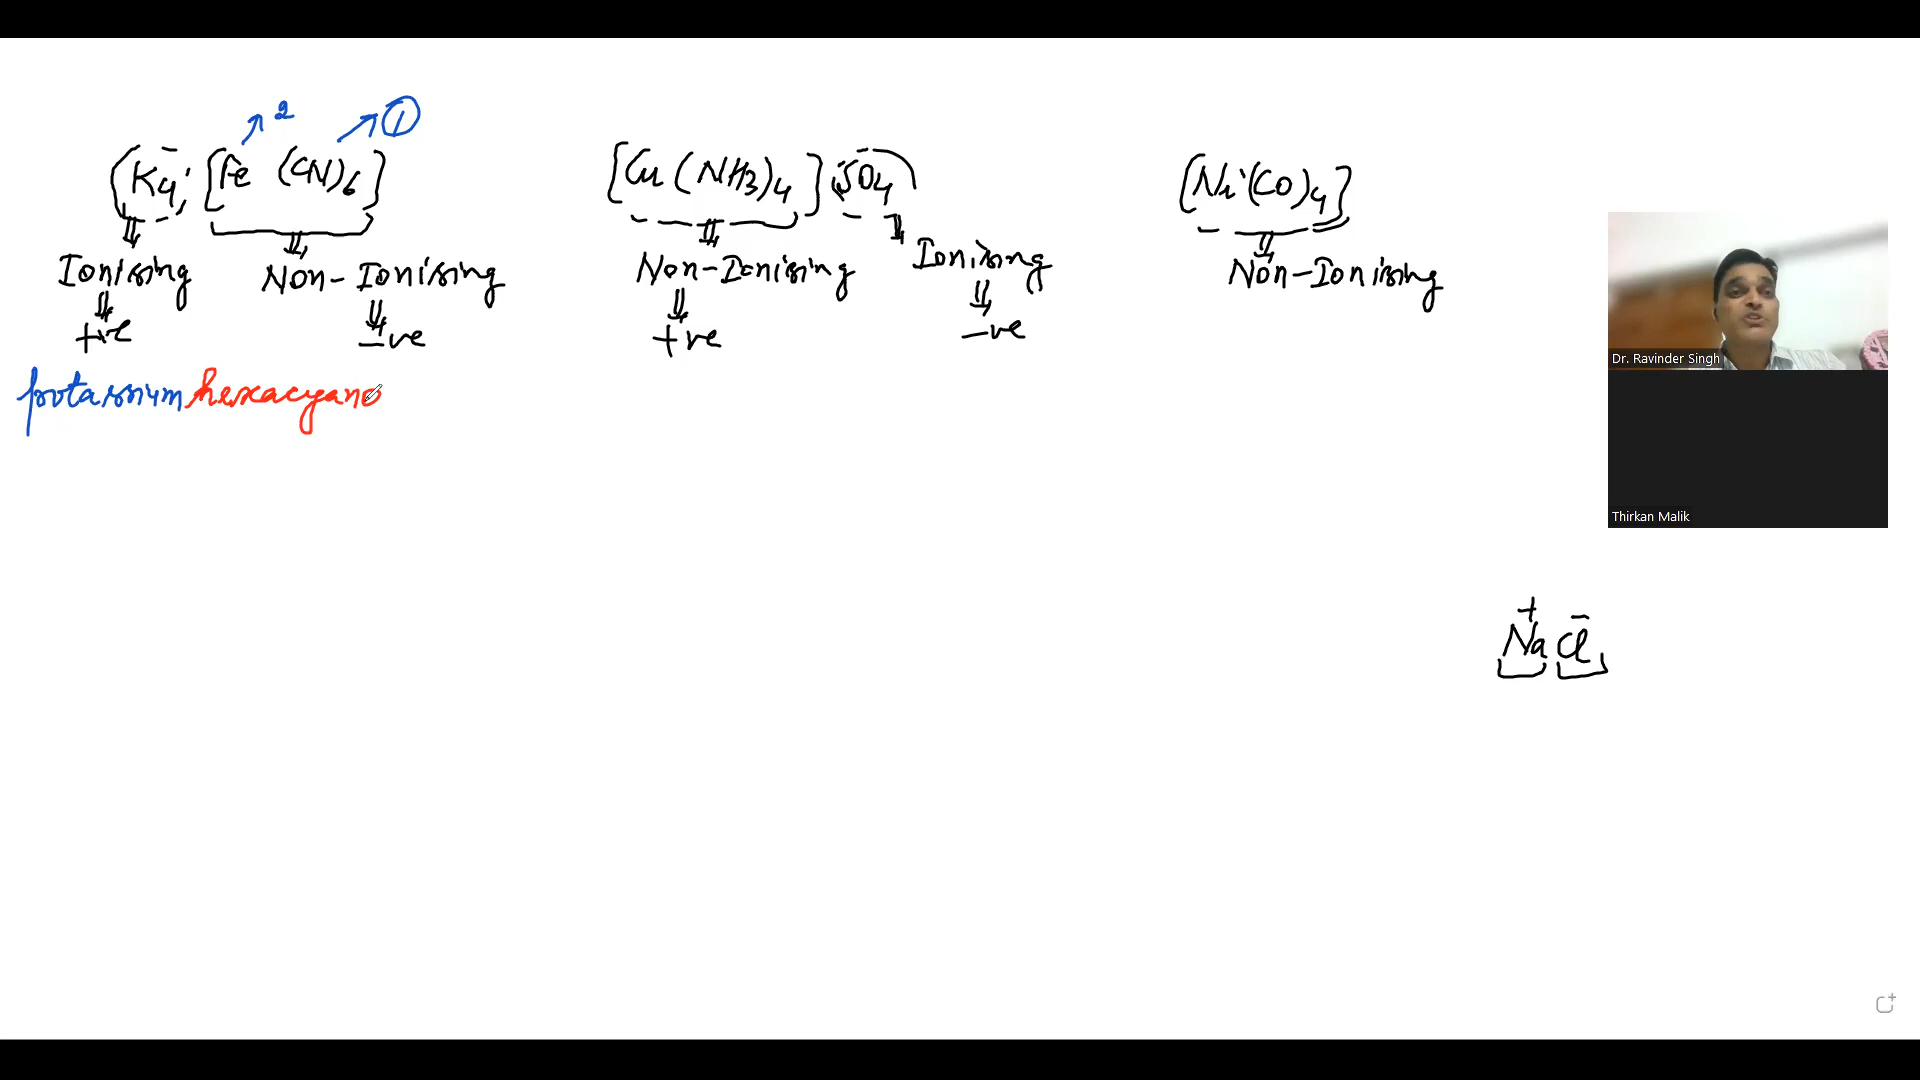 2 1
K4 [Fe (CN)6] [Cu (NH3)4] SO4 [Ni (CO)4]
Ionising Non-Ionising Non-Ionising Ionising Non-Ionising
+ve -ve +ve -ve
potassium hexacyano
Dr. Ravinder Singh
Thirkan Malik
+ -
Na Cl